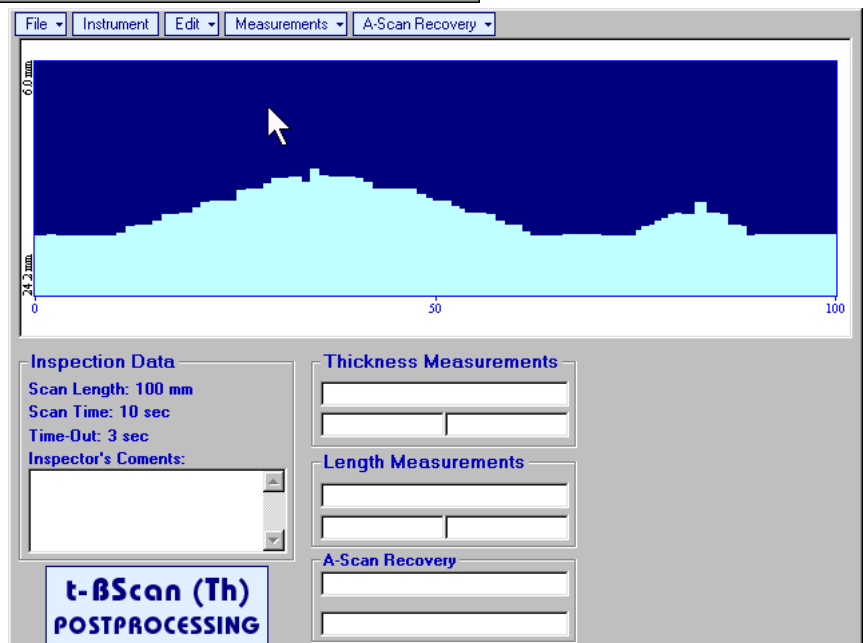 File Instrument Edit Measurements A-Scan Recovery
6.0 mm
24.2 mm
0 50 100
Inspection Data
Scan Length: 100 mm
Scan Time: 10 sec
Time-Out: 3 sec
Inspector's Coments:
Thickness Measurements
Length Measurements
A-Scan Recovery
t-ßScan (Th)
POSTPROCESSING